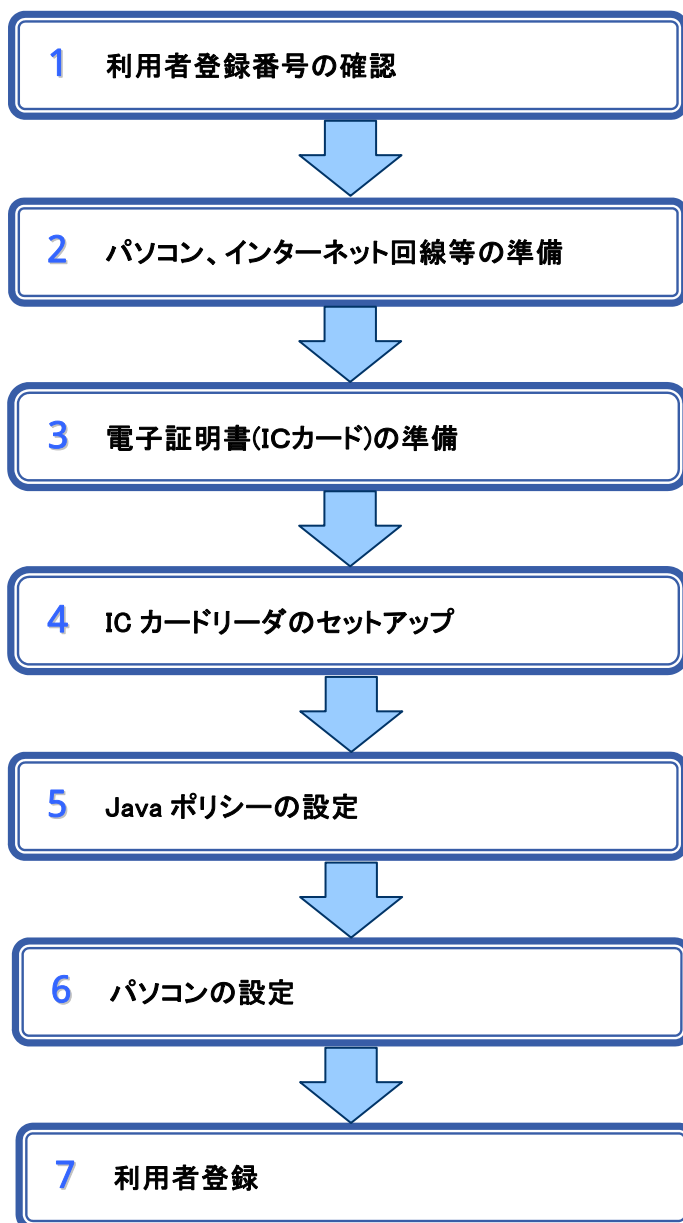 1 利用者登録番号の確認
2 パソコン、インターネット回線等の準備
3 電子証明書(ICカード)の準備
4 IC カードリーダのセットアップ
5 Java ポリシーの設定
6 パソコンの設定
7 利用者登録